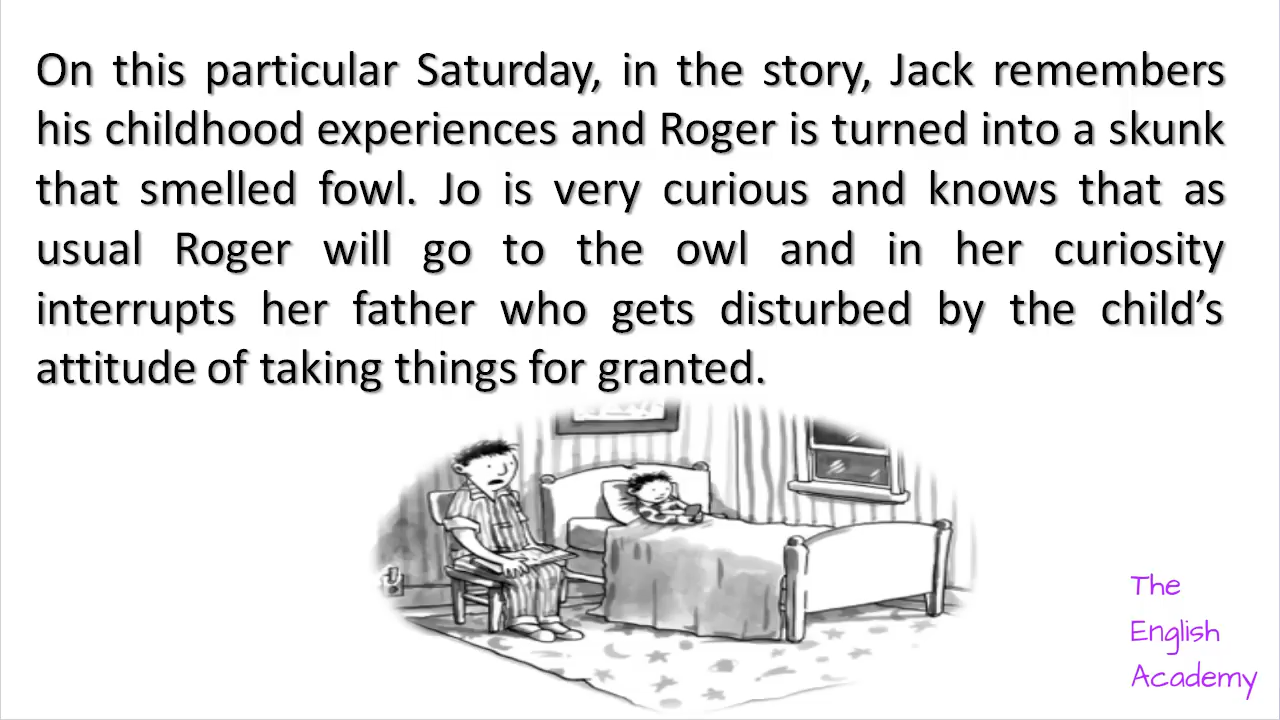 On this particular Saturday, in the story, Jack remembers
his childhood experiences and Roger is turned into a skunk
that smelled fowl. Jo is very curious and knows that as
usual Roger will go to the owl and in her curiosity
interrupts her father who gets disturbed by the child’s
attitude of taking things for granted.
The
English
Academy